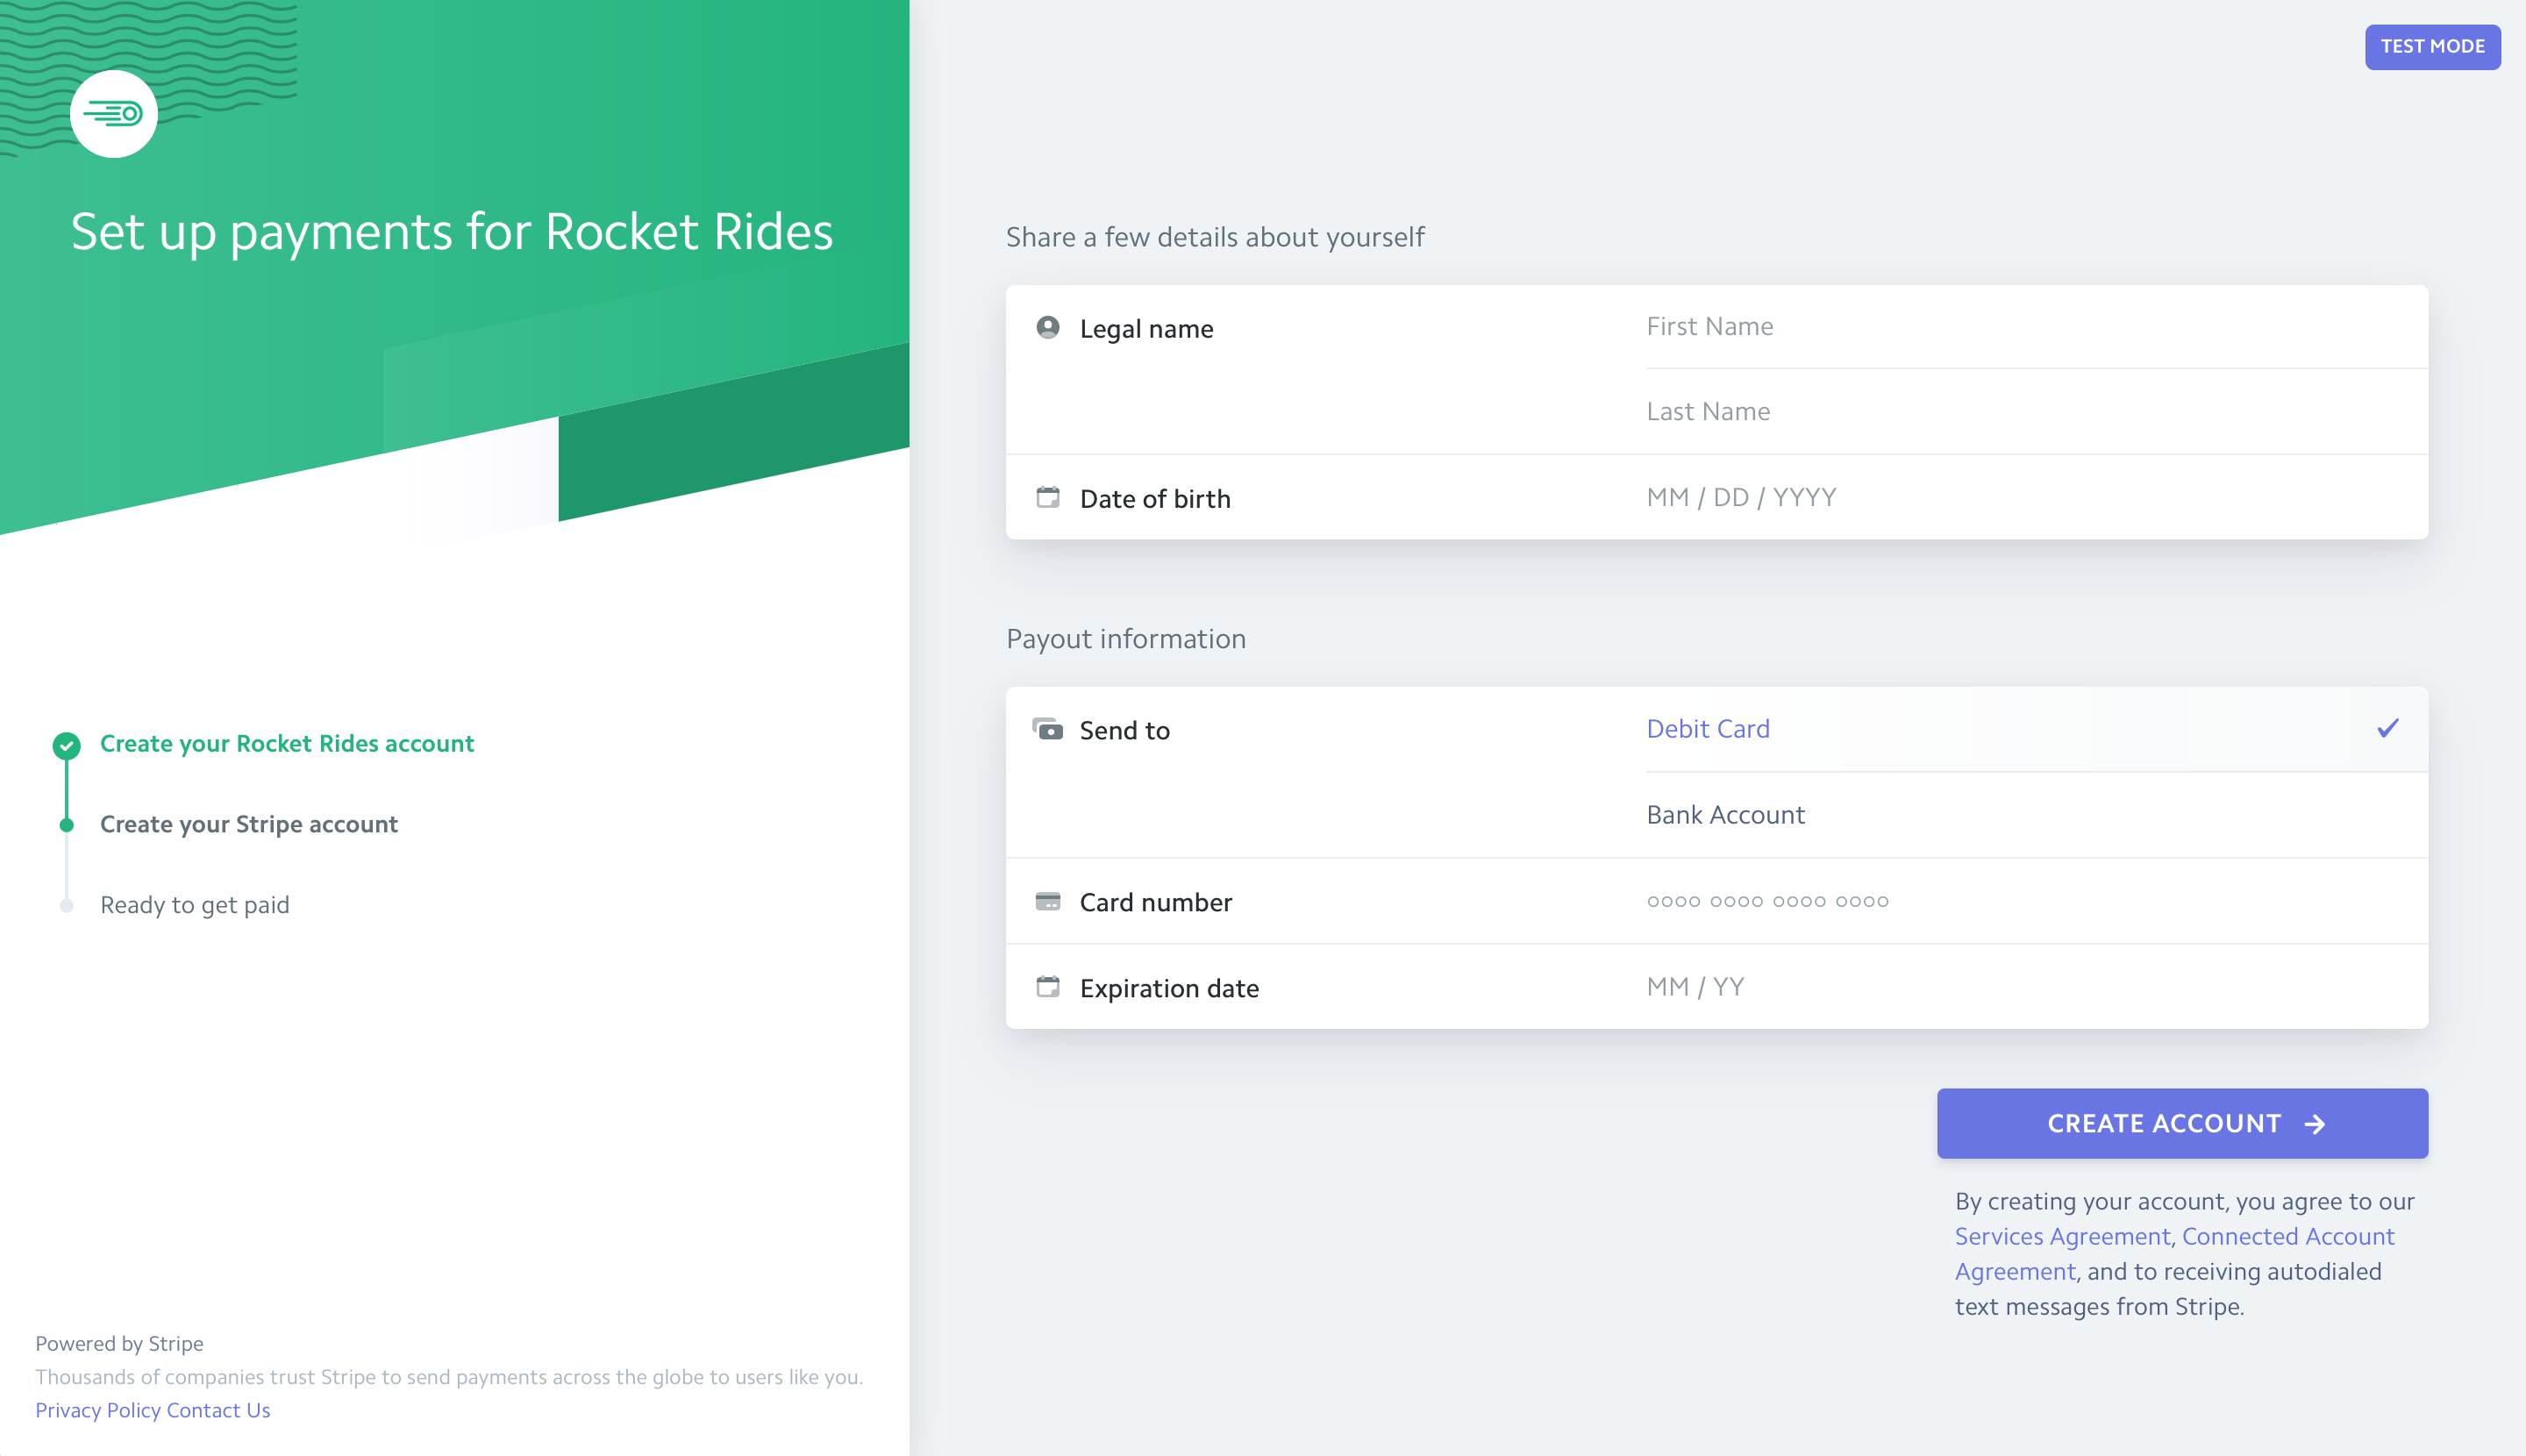 TEST MODE
Set up payments for Rocket Rides
Create your Rocket Rides account
Create your Stripe account
Ready to get paid
Powered by Stripe
Thousands of companies trust Stripe to send payments across the globe to users like you.
Privacy Policy Contact Us
Share a few details about yourself
Legal name
First Name
Last Name
Date of birth
MM / DD / YYYY
Payout information
Send to
Debit Card
Bank Account
Card number
Expiration date
MM / YY
CREATE ACCOUNT →
By creating your account, you agree to our
Services Agreement, Connected Account
Agreement, and to receiving autodialed
text messages from Stripe.